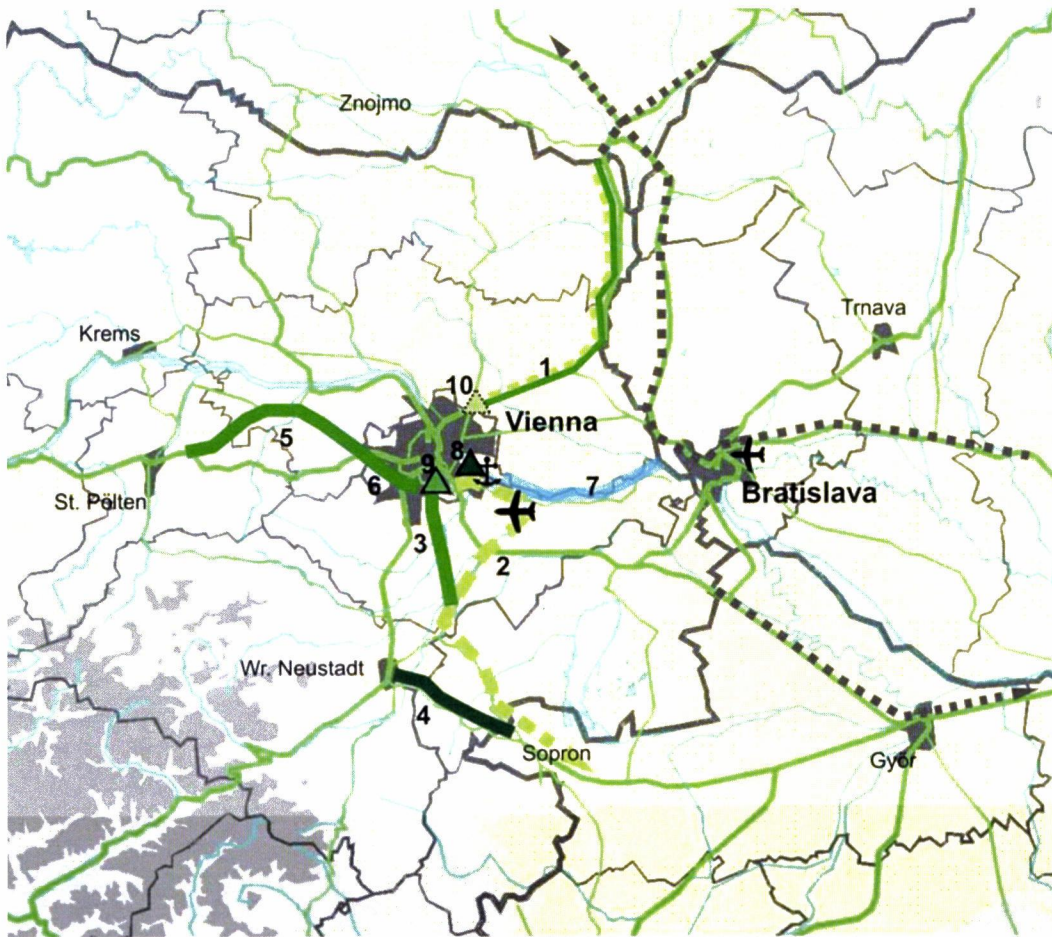 Znojmo
Krems
Trnava
1
10
Vienna
5
8
9
6
7
Bratislava
St. Pölten
3
2
Wr. Neustadt
4
Sopron
Győr